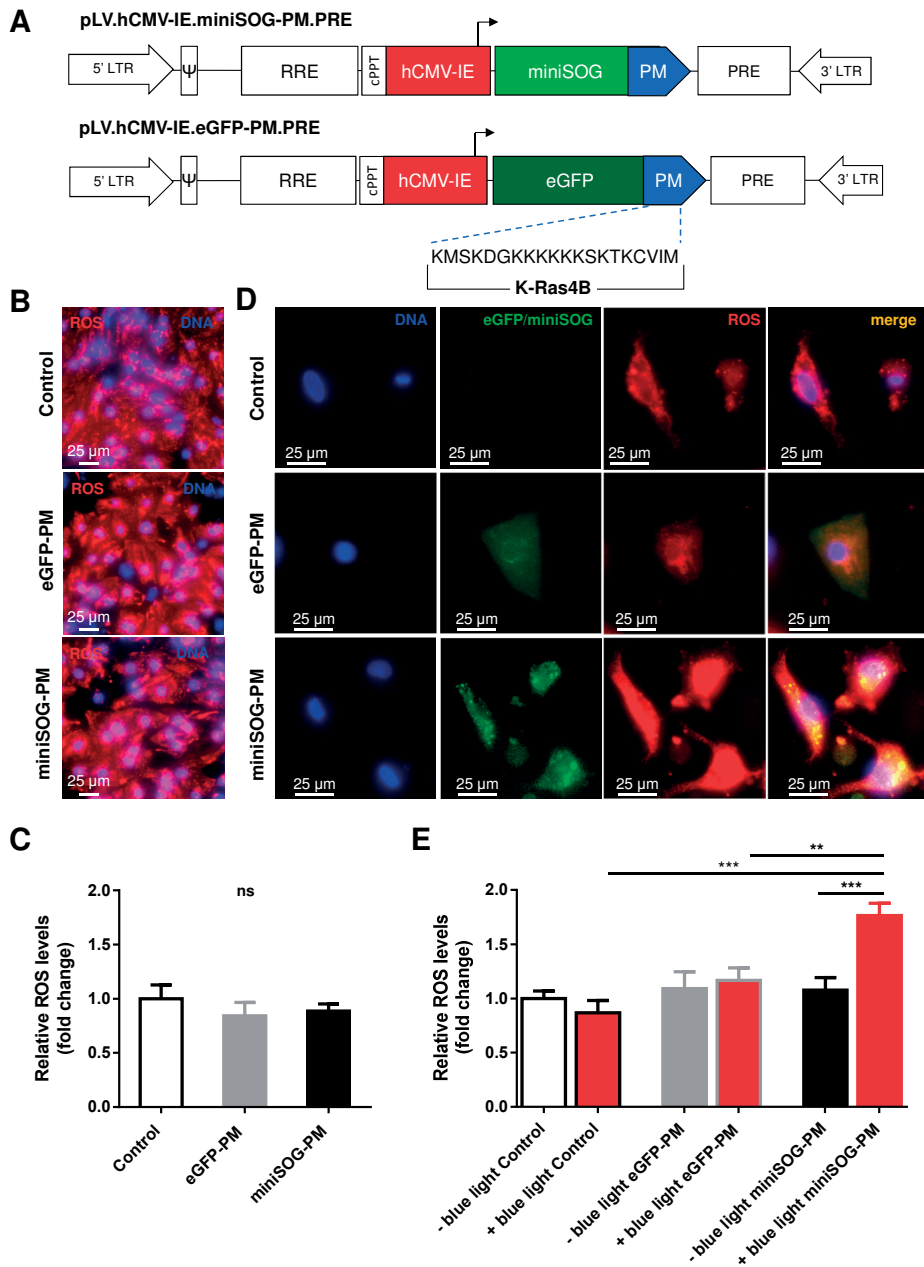 A
pLV.hCMV-IE.miniSOG-PM.PRE
5' LTR
Ψ
RRE
cPPT
hCMV-IE
miniSOG
PM
PRE
3' LTR
pLV.hCMV-IE.eGFP-PM.PRE
5' LTR
Ψ
RRE
cPPT
hCMV-IE
eGFP
PM
PRE
3' LTR
KMSKDGKKKKKKSKTKCVIM
K-Ras4B
B
Control
ROS DNA
25 µm
eGFP-PM
ROS DNA
25 µm
miniSOG-PM
ROS DNA
25 µm
D
DNA eGFP/miniSOG ROS merge
Control
25 µm 25 µm 25 µm 25 µm
eGFP-PM
25 µm 25 µm 25 µm 25 µm
miniSOG-PM
25 µm 25 µm 25 µm 25 µm
C
Relative ROS levels
(fold change)
2.0
1.5
1.0
0.5
0.0
ns
Control
eGFP-PM
miniSOG-PM
E
Relative ROS levels
(fold change)
2.0
1.5
1.0
0.5
0.0
**
***
***
- blue light Control
+ blue light Control
- blue light eGFP-PM
+ blue light eGFP-PM
- blue light miniSOG-PM
+ blue light miniSOG-PM